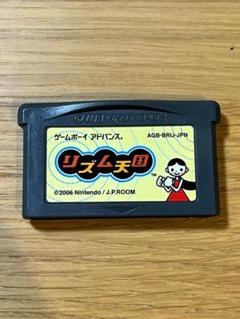 GAME BOY ADVANCE
ゲームボーイ アドバンス® AGB-BRIJ-JPN
リズム天国
©2006 Nintendo / J.P.ROOM